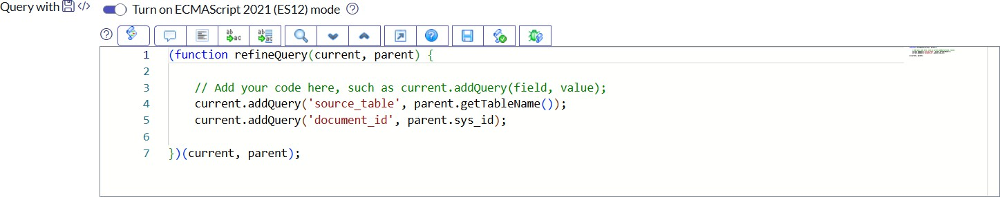 Query with </> Turn on ECMAScript 2021 (ES12) mode ?
1 (function refineQuery(current, parent) {
2
3     // Add your code here, such as current.addQuery(field, value);
4     current.addQuery('source_table', parent.getTableName());
5     current.addQuery('document_id', parent.sys_id);
6
7 })(current, parent);